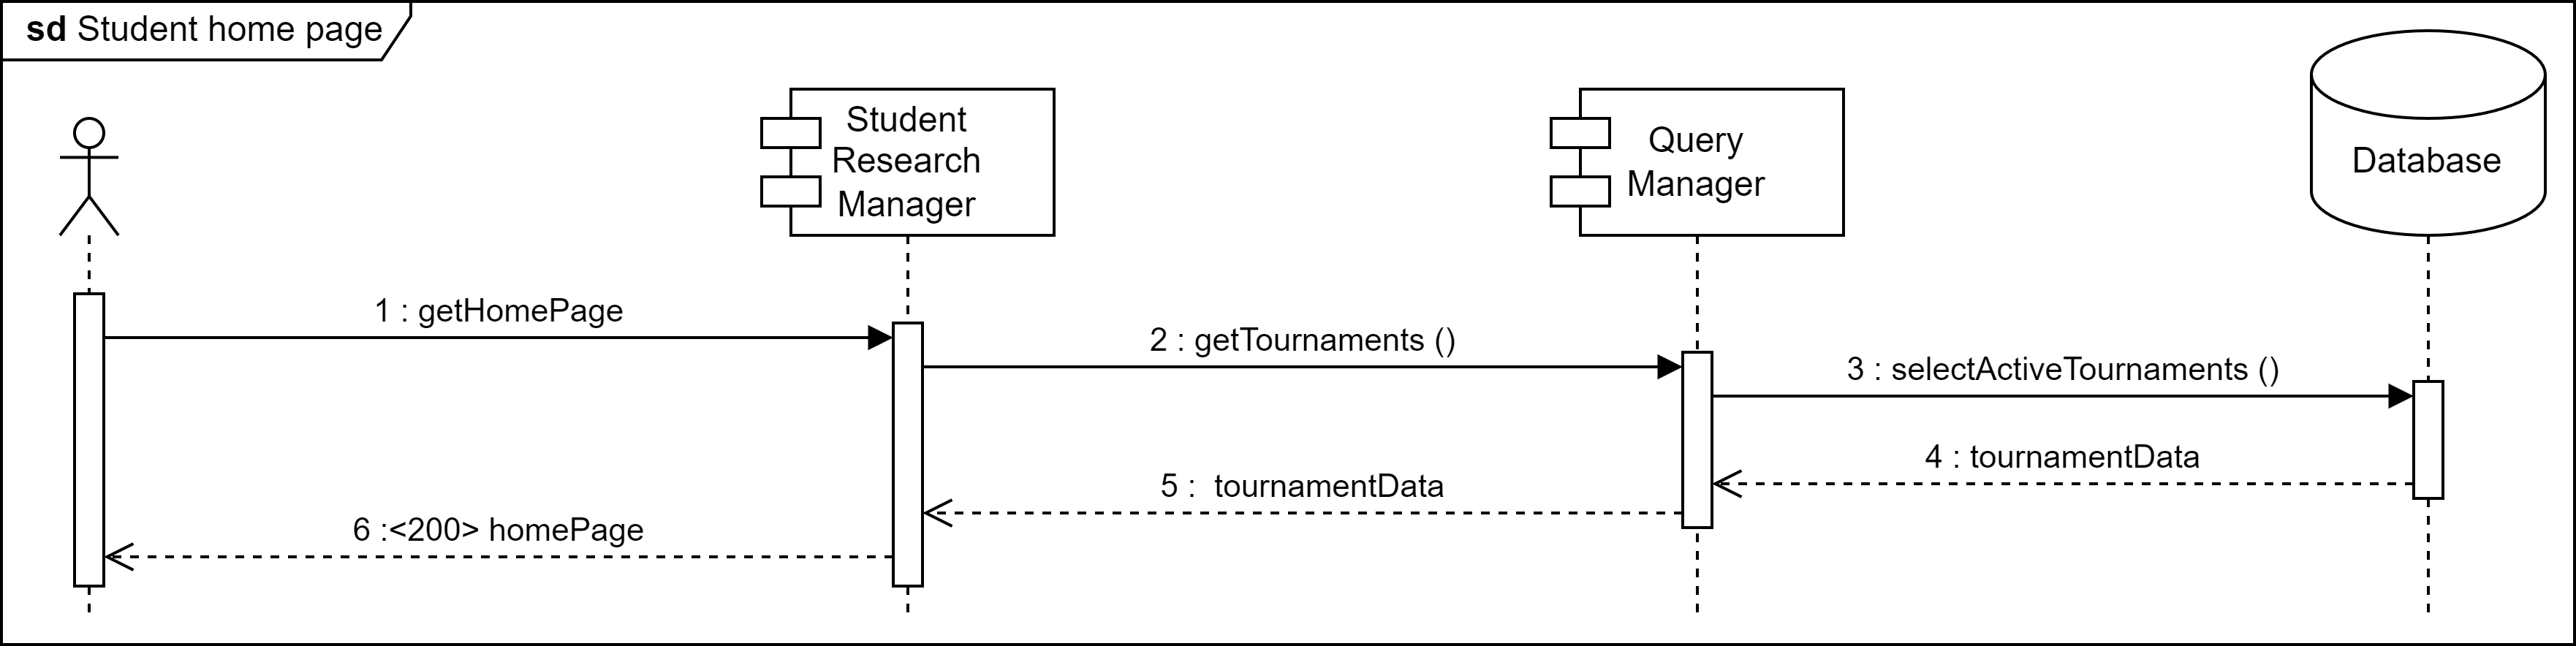 sd Student home page
Student
Research
Manager
Query
Manager
Database
1 : getHomePage
2 : getTournaments ()
3 : selectActiveTournaments ()
4 : tournamentData
5 :  tournamentData
6 :<200> homePage